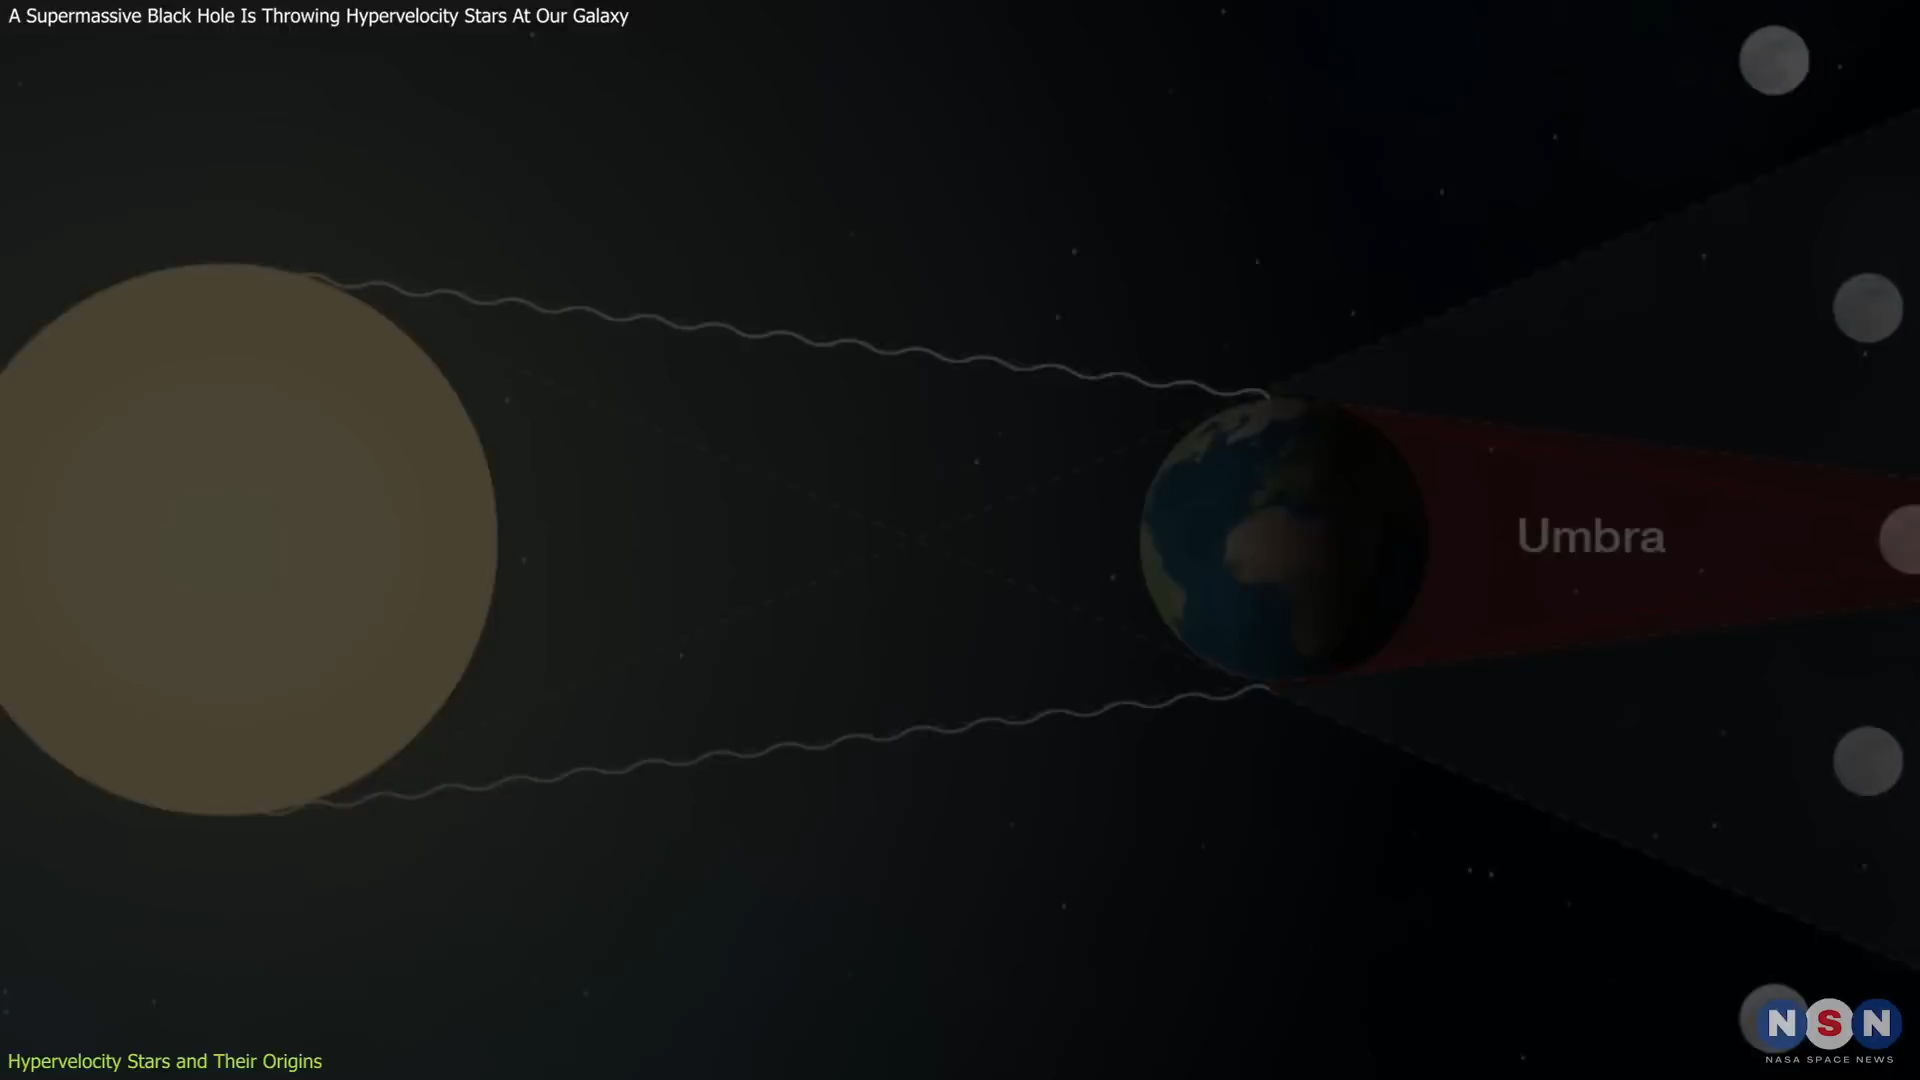 A Supermassive Black Hole Is Throwing Hypervelocity Stars At Our Galaxy
Umbra
NSN
NASA SPACE NEWS
Hypervelocity Stars and Their Origins